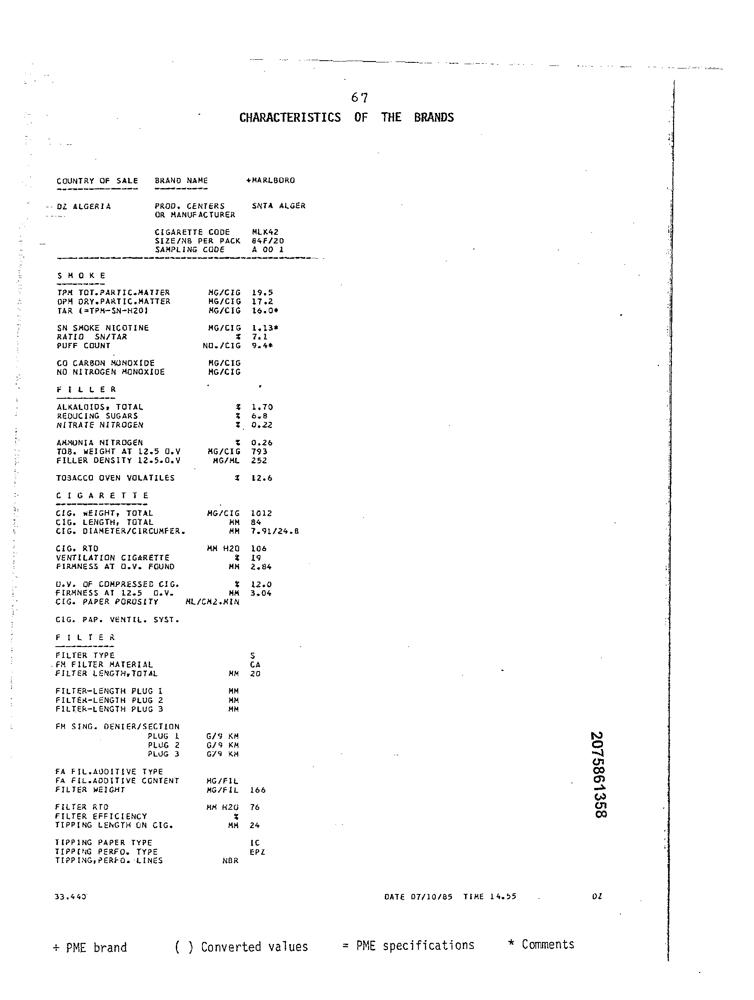 67
CHARACTERISTICS OF THE BRANDS
COUNTRY OF SALE BRAND NAME +MARLBORO
DZ ALGERIA PROD. CENTERS SNTA ALGER
OR MANUFACTURER
CIGARETTE CODE MLK42
SIZE/NB PER PACK 84F/20
SAMPLING CODE A 00 1
S M O K E
TPM TOT.PARTIC.MATTER MG/CIG 19.5
DPM DRY.PARTIC.MATTER MG/CIG 17.2
TAR (=TPM-SN-H2O) MG/CIG 16.0*
SN SMOKE NICOTINE MG/CIG 1.13*
RATIO SN/TAR % 7.1
PUFF COUNT NO./CIG 9.4*
CO CARBON MONOXIDE MG/CIG
NO NITROGEN MONOXIDE MG/CIG
F I L L E R
ALKALOIDS, TOTAL % 1.70
REDUCING SUGARS % 6.8
NITRATE NITROGEN % 0.22
AMMONIA NITROGEN % 0.26
TOB. WEIGHT AT 12.5 O.V MG/CIG 793
FILLER DENSITY 12.5.O.V MG/ML 252
TOBACCO OVEN VOLATILES % 12.6
C I G A R E T T E
CIG. WEIGHT, TOTAL MG/CIG 1012
CIG. LENGTH, TOTAL MM 84
CIG. DIAMETER/CIRCUMFER. MM 7.91/24.8
CIG. RTD MM H2O 106
VENTILATION CIGARETTE % 19
FIRMNESS AT O.V. FOUND MM 2.84
O.V. OF COMPRESSED CIG. % 12.0
FIRMNESS AT 12.5 O.V. MM 3.04
CIG. PAPER POROSITY ML/CM2.MIN
CIG. PAP. VENTIL. SYST.
F I L T E R
FILTER TYPE S
FM FILTER MATERIAL CA
FILTER LENGTH,TOTAL MM 20
FILTER-LENGTH PLUG 1 MM
FILTER-LENGTH PLUG 2 MM
FILTER-LENGTH PLUG 3 MM
FM SING. DENIER/SECTION
PLUG 1 G/9 KM
PLUG 2 G/9 KM
PLUG 3 G/9 KM
FA FIL.ADDITIVE TYPE
FA FIL.ADDITIVE CONTENT MG/FIL
FILTER WEIGHT MG/FIL 166
FILTER RTD MM H2O 76
FILTER EFFICIENCY %
TIPPING LENGTH ON CIG. MM 24
TIPPING PAPER TYPE IC
TIPPING PERFO. TYPE EPZ
TIPPING,PERFO. LINES NBR
2075861358
33.440 DATE 07/10/85 TIME 14.55 DZ
+ PME brand ( ) Converted values = PME specifications * Comments